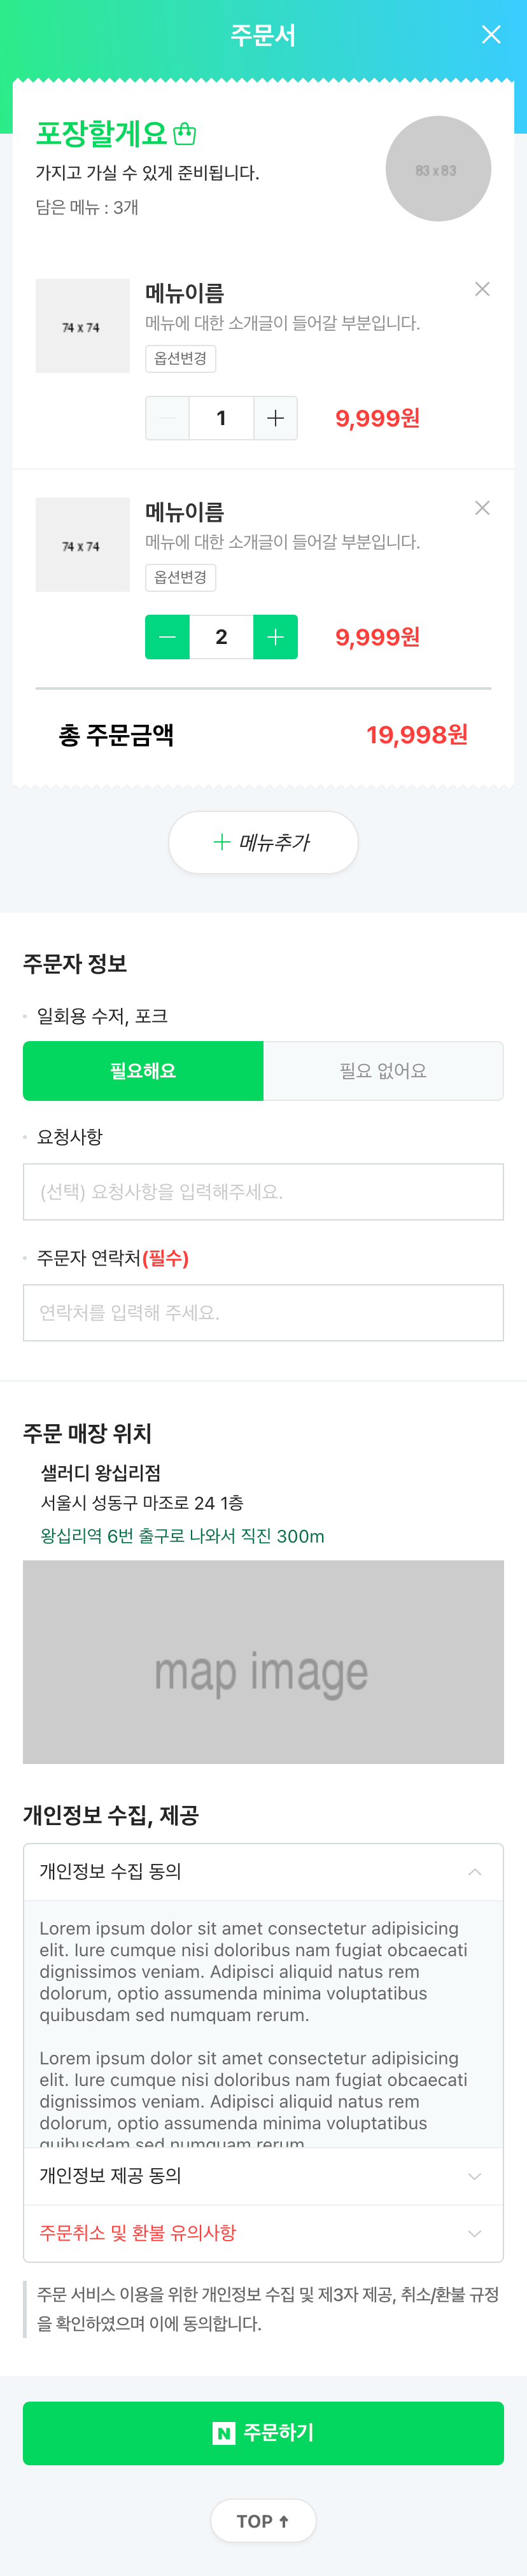 주문서
포장할게요
가지고 가실 수 있게 준비됩니다.
담은 메뉴 : 3개
83 x 83
74 x 74
메뉴이름
메뉴에 대한 소개글이 들어갈 부분입니다.
옵션변경
1
9,999원
74 x 74
메뉴이름
메뉴에 대한 소개글이 들어갈 부분입니다.
옵션변경
2
9,999원
총 주문금액
19,998원
메뉴추가
주문자 정보
일회용 수저, 포크
필요해요
필요 없어요
요청사항
(선택) 요청사항을 입력해주세요.
주문자 연락처(필수)
연락처를 입력해 주세요.
주문 매장 위치
샐러디 왕십리점
서울시 성동구 마조로 24 1층
왕십리역 6번 출구로 나와서 직진 300m
map image
개인정보 수집, 제공
개인정보 수집 동의
Lorem ipsum dolor sit amet consectetur adipisicing
elit. Iure cumque nisi doloribus nam fugiat obcaecati
dignissimos veniam. Adipisci aliquid natus rem
dolorum, optio assumenda minima voluptatibus
quibusdam sed numquam rerum.
Lorem ipsum dolor sit amet consectetur adipisicing
elit. Iure cumque nisi doloribus nam fugiat obcaecati
dignissimos veniam. Adipisci aliquid natus rem
dolorum, optio assumenda minima voluptatibus
quibusdam sed numquam rerum.
개인정보 제공 동의
주문취소 및 환불 유의사항
주문 서비스 이용을 위한 개인정보 수집 및 제3자 제공, 취소/환불 규정
을 확인하였으며 이에 동의합니다.
N 주문하기
TOP